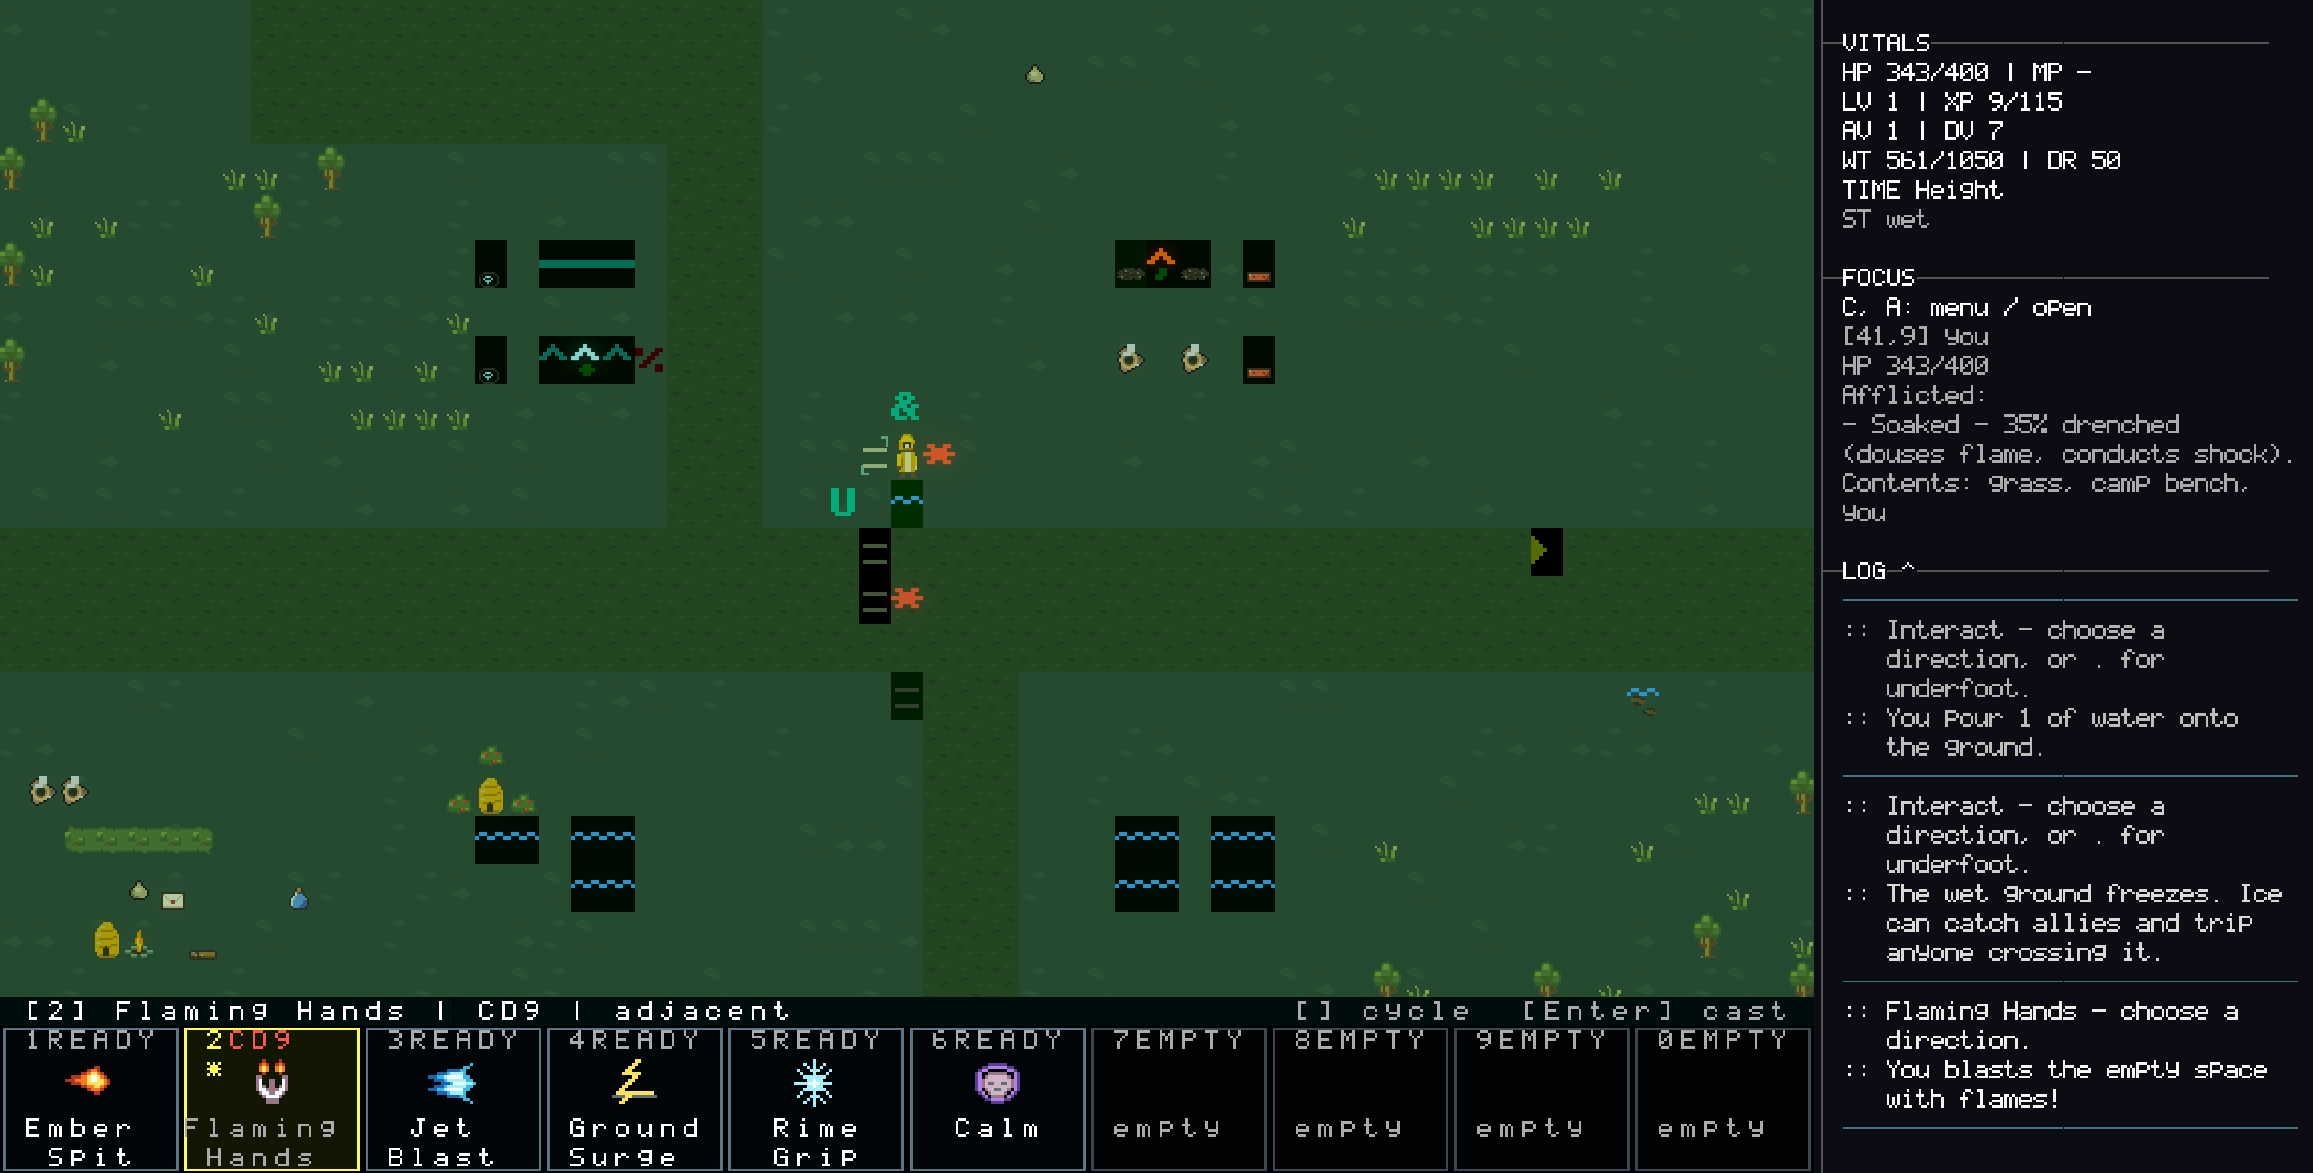 VITALS
HP 343/400 | MP -
LV 1 | XP 9/115
AV 1 | DV 7
WT 561/1050 | DR 50
TIME Height
ST wet
FOCUS
C, A: menu / open
[41,9] You
HP 343/400
Afflicted:
- Soaked - 35% drenched
(douses flame, conducts shock).
Contents: grass, camp bench,
You
LOG ^
:: Interact - choose a
direction, or . for
underfoot.
:: You pour 1 of water onto
the ground.
:: Interact - choose a
direction, or . for
underfoot.
:: The wet ground freezes. Ice
can catch allies and trip
anyone crossing it.
:: Flaming Hands - choose a
direction.
:: You blasts the empty space
with flames!
&
U
[2] Flaming Hands | CD9 | adjacent
[] cycle [Enter] cast
1READY
Ember
Spit
2CD9
*
Flaming
Hands
3READY
Jet
Blast
4READY
Ground
Surge
5READY
Rime
Grip
6READY
Calm
7EMPTY
empty
8EMPTY
empty
9EMPTY
empty
0EMPTY
empty